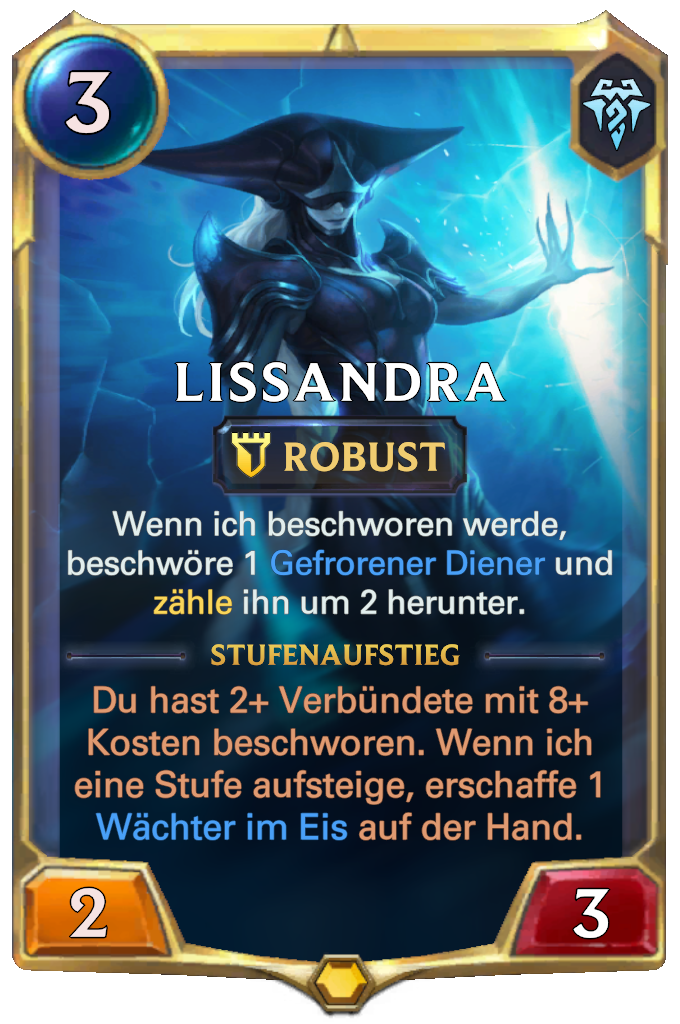 3
LISSANDRA
ROBUST
Wenn ich beschworen werde,
beschwöre 1 Gefrorener Diener und
zähle ihn um 2 herunter.
STUFENAUFSTIEG
Du hast 2+ Verbündete mit 8+
Kosten beschworen. Wenn ich
eine Stufe aufsteige, erschaffe 1
Wächter im Eis auf der Hand.
2
3